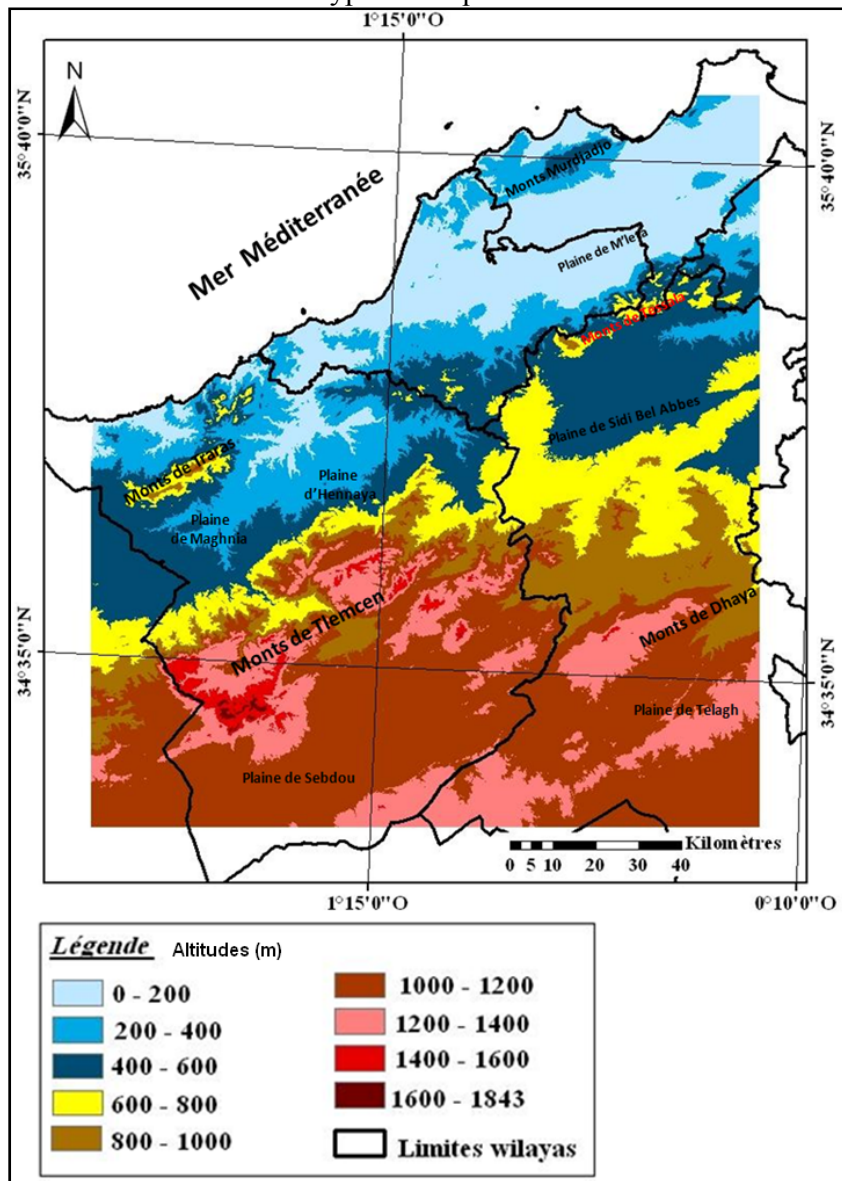 1°15'0"O
N
35°40'0"N
35°40'0"N
Mer Méditerranée
Monts Murdjadjo
Plaine de M'leta
Monts de
Plaine de Sidi Bel Abbes
Monts de Traras
Plaine
d'Hennaya
Plaine
de Maghnia
Monts de Tlemcen
Monts de Dhaya
34°35'0"N
34°35'0"N
Plaine de Telagh
Plaine de Sebdou
Kilomètres
0 5 10 20 30 40
1°15'0"O
0°10'0"O
Légende Altitudes (m)
0 - 200
200 - 400
400 - 600
600 - 800
800 - 1000
1000 - 1200
1200 - 1400
1400 - 1600
1600 - 1843
Limites wilayas